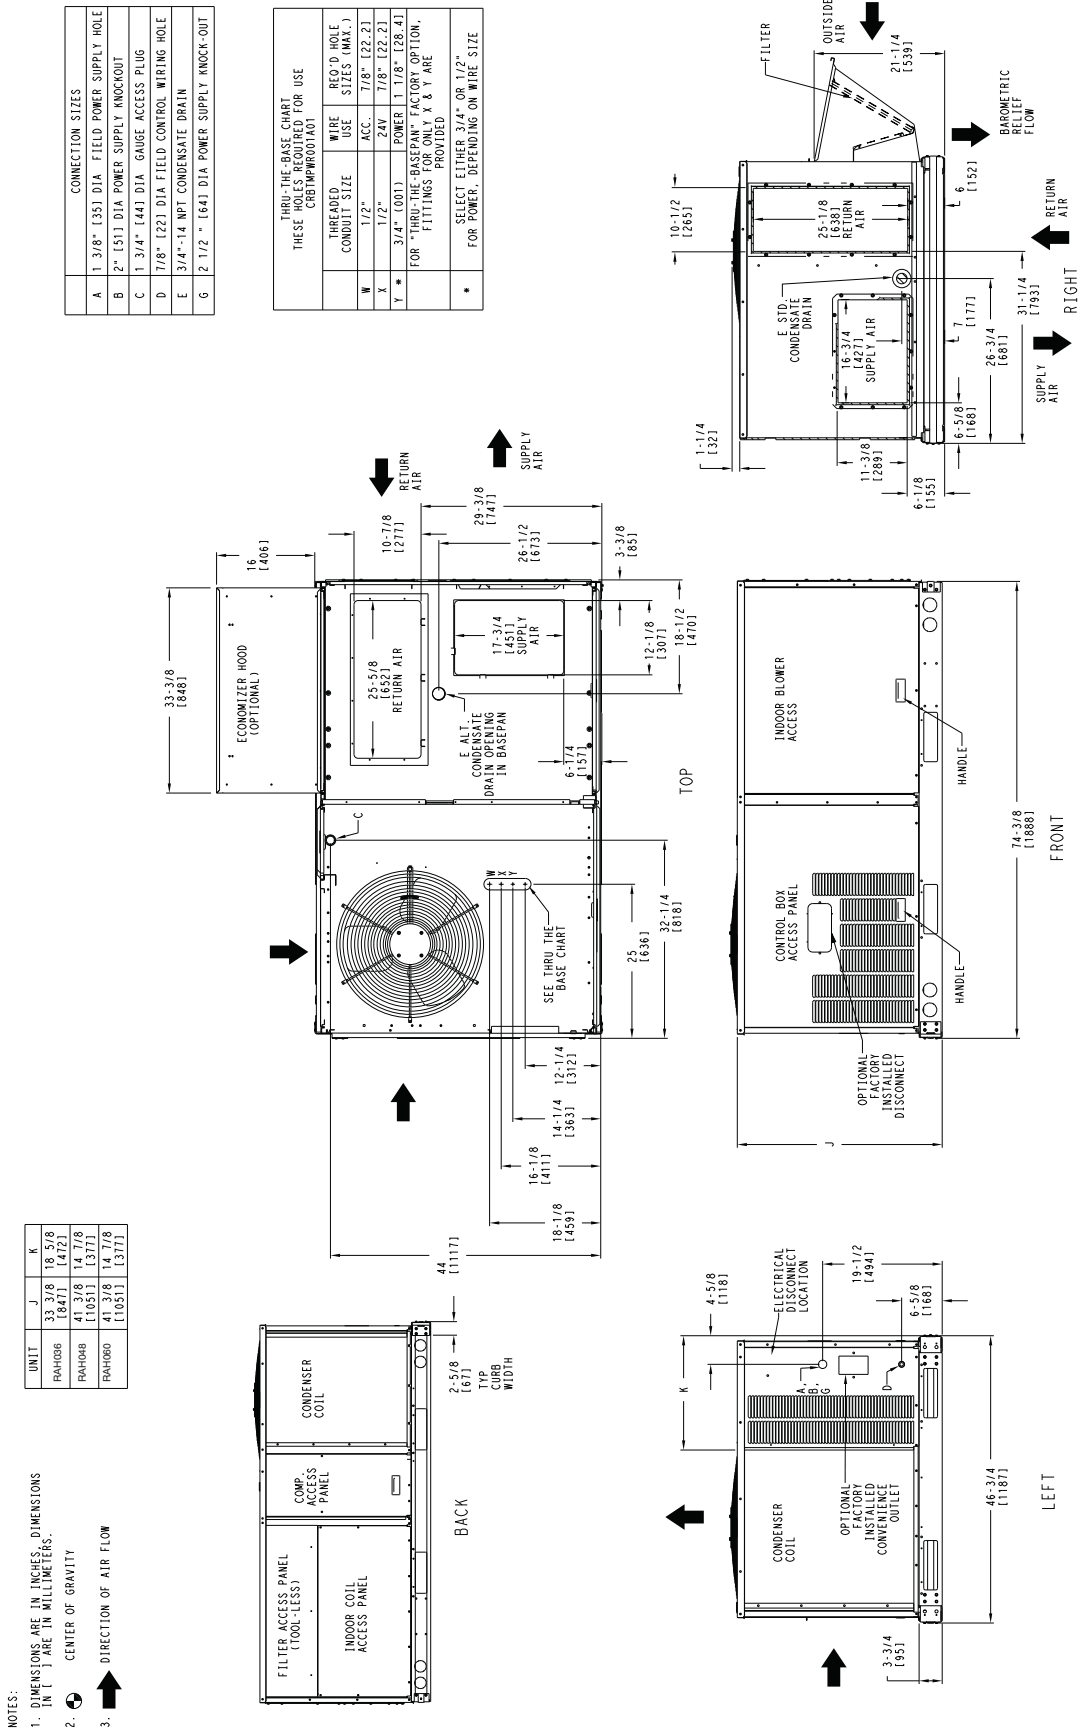 NOTES:
1. DIMENSIONS ARE IN INCHES, DIMENSIONS
IN [ ] ARE IN MILLIMETERS.
2. CENTER OF GRAVITY
3. DIRECTION OF AIR FLOW
UNIT J K
RAH036 33 3/8 [847] 18 5/8 [472]
RAH048 41 3/8 [1051] 14 7/8 [377]
RAH060 41 3/8 [1051] 14 7/8 [377]
CONNECTION SIZES
A 1 3/8" [35] DIA FIELD POWER SUPPLY HOLE
B 2" [51] DIA POWER SUPPLY KNOCKOUT
C 1 3/4" [44] DIA GAUGE ACCESS PLUG
D 7/8" [22] DIA FIELD CONTROL WIRING HOLE
E 3/4"-14 NPT CONDENSATE DRAIN
G 2 1/2 " [64] DIA POWER SUPPLY KNOCK-OUT
THRU-THE-BASE CHART
THESE HOLES REQUIRED FOR USE
CRBTMPWR001A01
THREADED CONDUIT SIZE WIRE USE REQ'D HOLE SIZES (MAX.)
W 1/2" ACC. 7/8" [22.2]
X 1/2" 24V 7/8" [22.2]
Y * 3/4" (001) POWER 1 1/8" [28.4]
FOR "THRU-THE-BASEPAN" FACTORY OPTION,
FITTINGS FOR ONLY X & Y ARE
PROVIDED
* SELECT EITHER 3/4" OR 1/2"
FOR POWER, DEPENDING ON WIRE SIZE
FILTER ACCESS PANEL
(TOOL-LESS)
INDOOR COIL
ACCESS PANEL
COMP.
ACCESS
PANEL
CONDENSER
COIL
2-5/8
[67]
TYP
CURB
WIDTH
BACK
33-3/8
[848]
16
[406]
ECONOMIZER HOOD
(OPTIONAL)
RETURN
AIR
SUPPLY
AIR
10-7/8
[277]
29-3/8
[747]
26-1/2
[673]
3-3/8
[85]
25-5/8
[652]
RETURN AIR
17-3/4
[451]
SUPPLY
AIR
12-1/8
[307]
18-1/2
[470]
E ALT.
CONDENSATE
DRAIN OPENING
IN BASEPAN
6-1/4
[157]
C
W
X
Y
SEE THRU THE
BASE CHART
25
[636]
32-1/4
[818]
12-1/4
[312]
14-1/4
[363]
16-1/8
[411]
18-1/8
[459]
44
[1117]
TOP
CONDENSER
COIL
OPTIONAL
FACTORY
INSTALLED
CONVENIENCE
OUTLET
K
4-5/8
[118]
ELECTRICAL
DISCONNECT
LOCATION
A,
B,
G
D
19-1/2
[494]
6-5/8
[168]
3-3/4
[95]
46-3/4
[1187]
LEFT
CONTROL BOX
ACCESS PANEL
INDOOR BLOWER
ACCESS
HANDLE
HANDLE
OPTIONAL
FACTORY
INSTALLED
DISCONNECT
J
74-3/8
[1888]
FRONT
FILTER
OUTSIDE
AIR
21-1/4
[539]
BAROMETRIC
RELIEF
FLOW
10-1/2
[265]
25-1/8
[638]
RETURN
AIR
6
[152]
RETURN
AIR
E STD.
CONDENSATE
DRAIN
16-3/4
[427]
SUPPLY AIR
7
[177]
31-1/4
[793]
26-3/4
[681]
SUPPLY
AIR
6-5/8
[168]
1-1/4
[32]
11-3/8
[289]
6-1/8
[155]
RIGHT